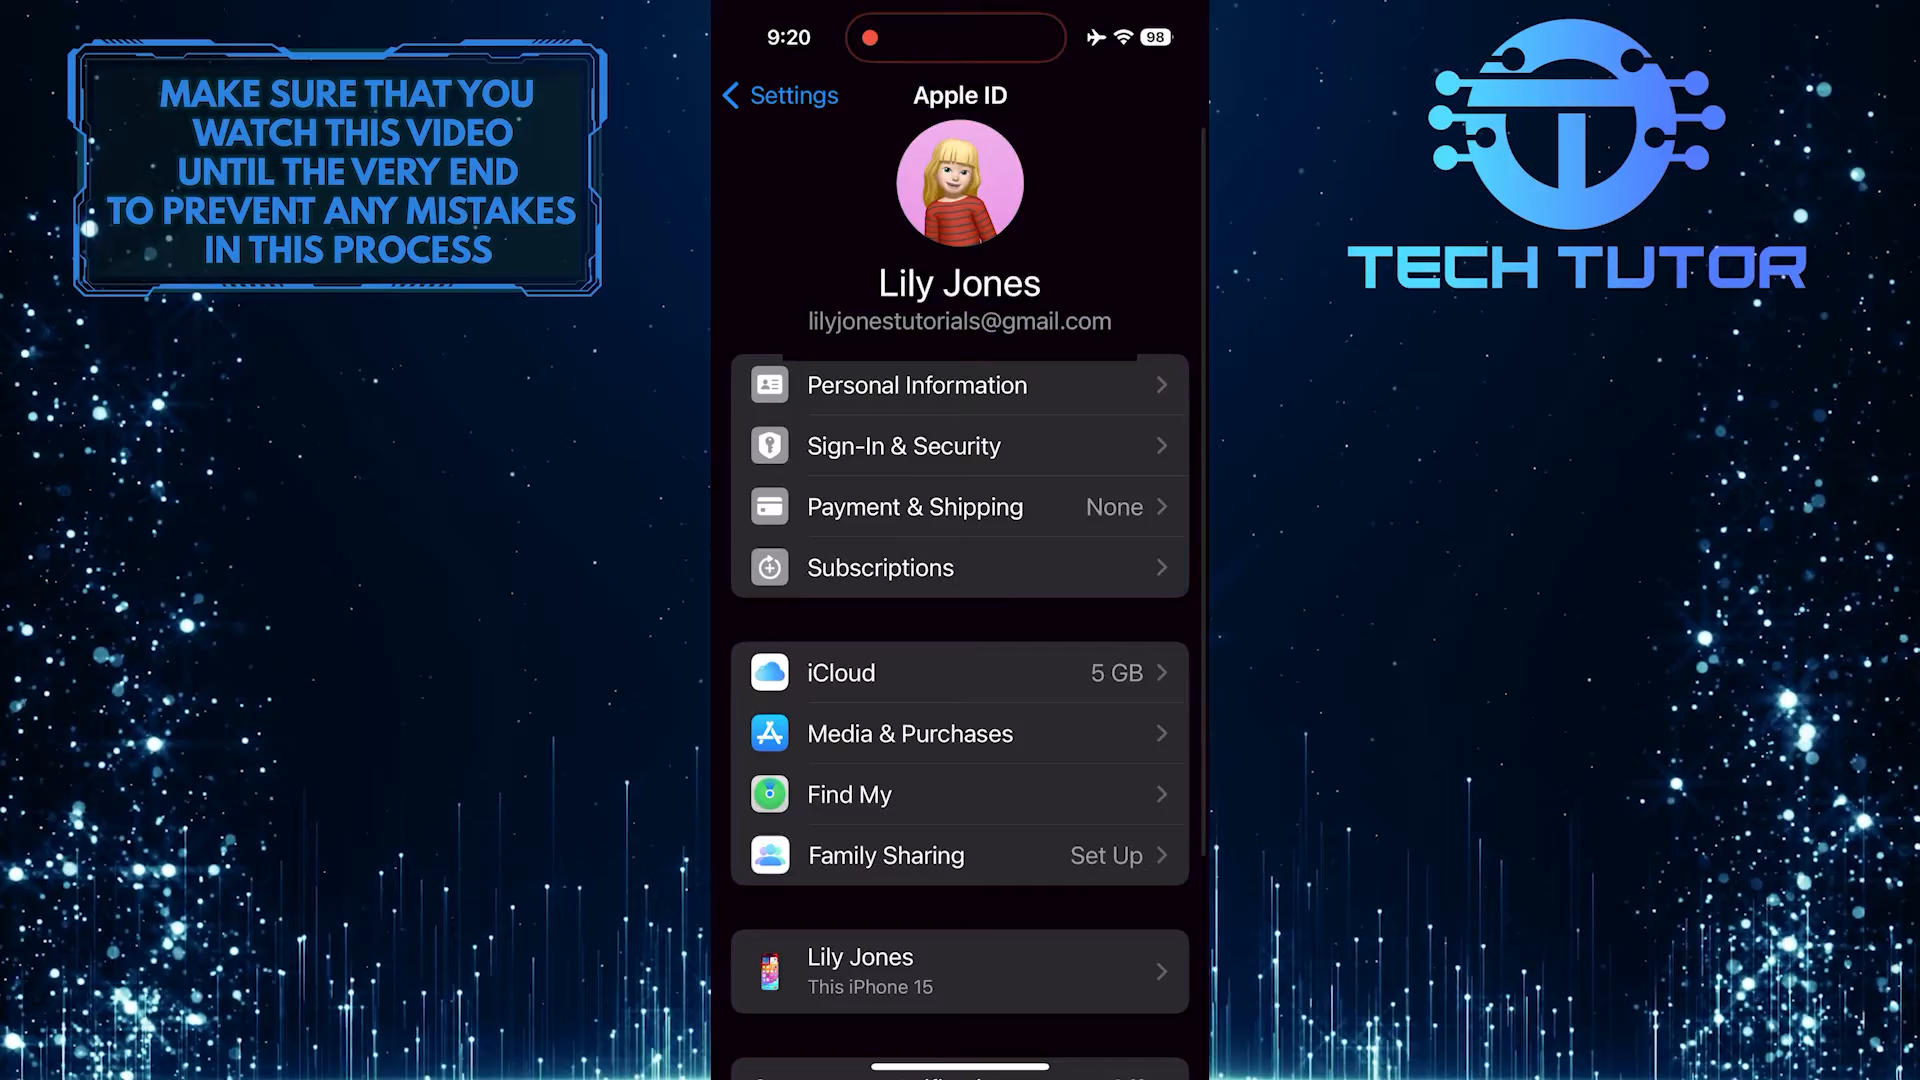 MAKE SURE THAT YOU
WATCH THIS VIDEO
UNTIL THE VERY END
TO PREVENT ANY MISTAKES
IN THIS PROCESS
9:20
98
Settings
Apple ID
Lily Jones
lilyjonestutorials@gmail.com
Personal Information
Sign-In & Security
Payment & Shipping None
Subscriptions
iCloud 5 GB
Media & Purchases
Find My
Family Sharing Set Up
Lily Jones
This iPhone 15
TECH TUTOR